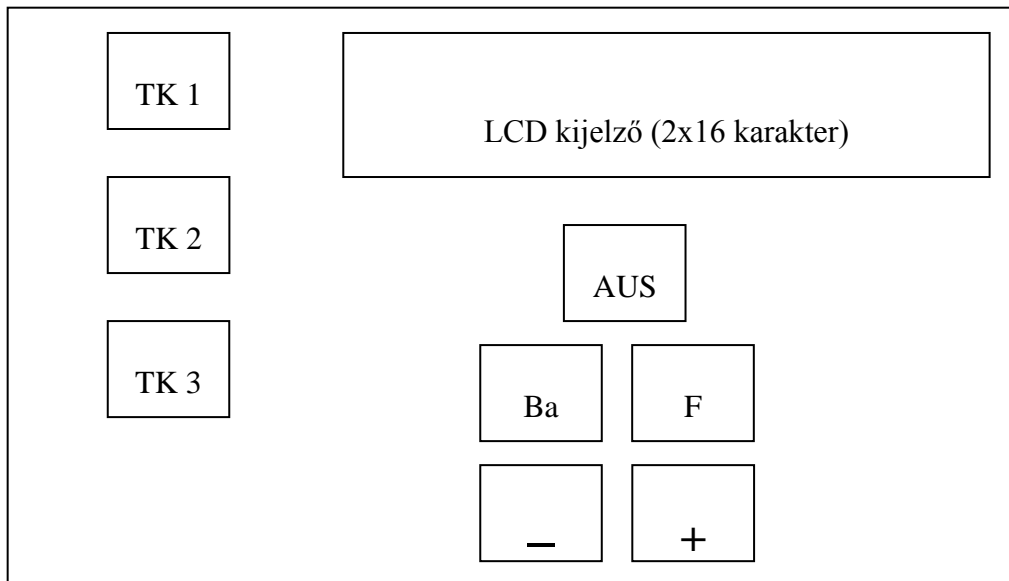 TK 1
LCD kijelző (2x16 karakter)
TK 2
AUS
TK 3
Ba
F
–
+